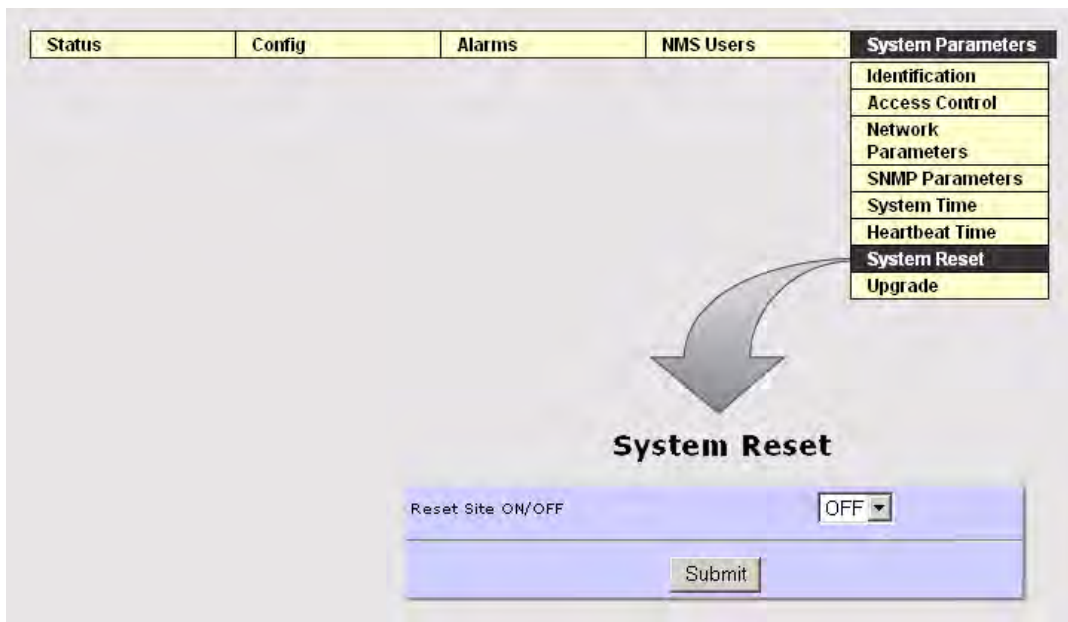 Status Config Alarms NMS Users System Parameters
Identification
Access Control
Network
Parameters
SNMP Parameters
System Time
Heartbeat Time
System Reset
Upgrade
System Reset
Reset Site ON/OFF OFF
Submit